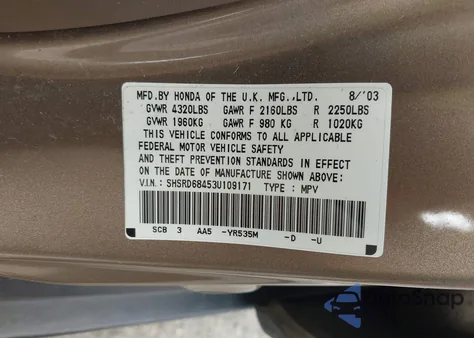 MFD.BY HONDA OF THE U.K. MFG.,LTD. 8/'03
GVWR 4320LBS GAWR F 2160LBS R 2250LBS
GVWR 1960KG GAWR F 980 KG R 1020KG
THIS VEHICLE CONFORMS TO ALL APPLICABLE
FEDERAL MOTOR VEHICLE SAFETY
AND THEFT PREVENTION STANDARDS IN EFFECT
ON THE DATE OF MANUFACTURE SHOWN ABOVE.
V.I.N.: SHSRD68453U109171 TYPE : MPV
SCB 3 AA5 -YR535M -D -U
AutoSnap